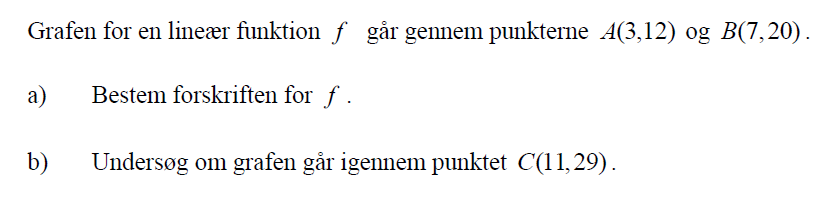 Grafen for en lineær funktion f går gennem punkterne A(3,12) og B(7,20).
a) Bestem forskriften for f.
b) Undersøg om grafen går igennem punktet C(11,29).